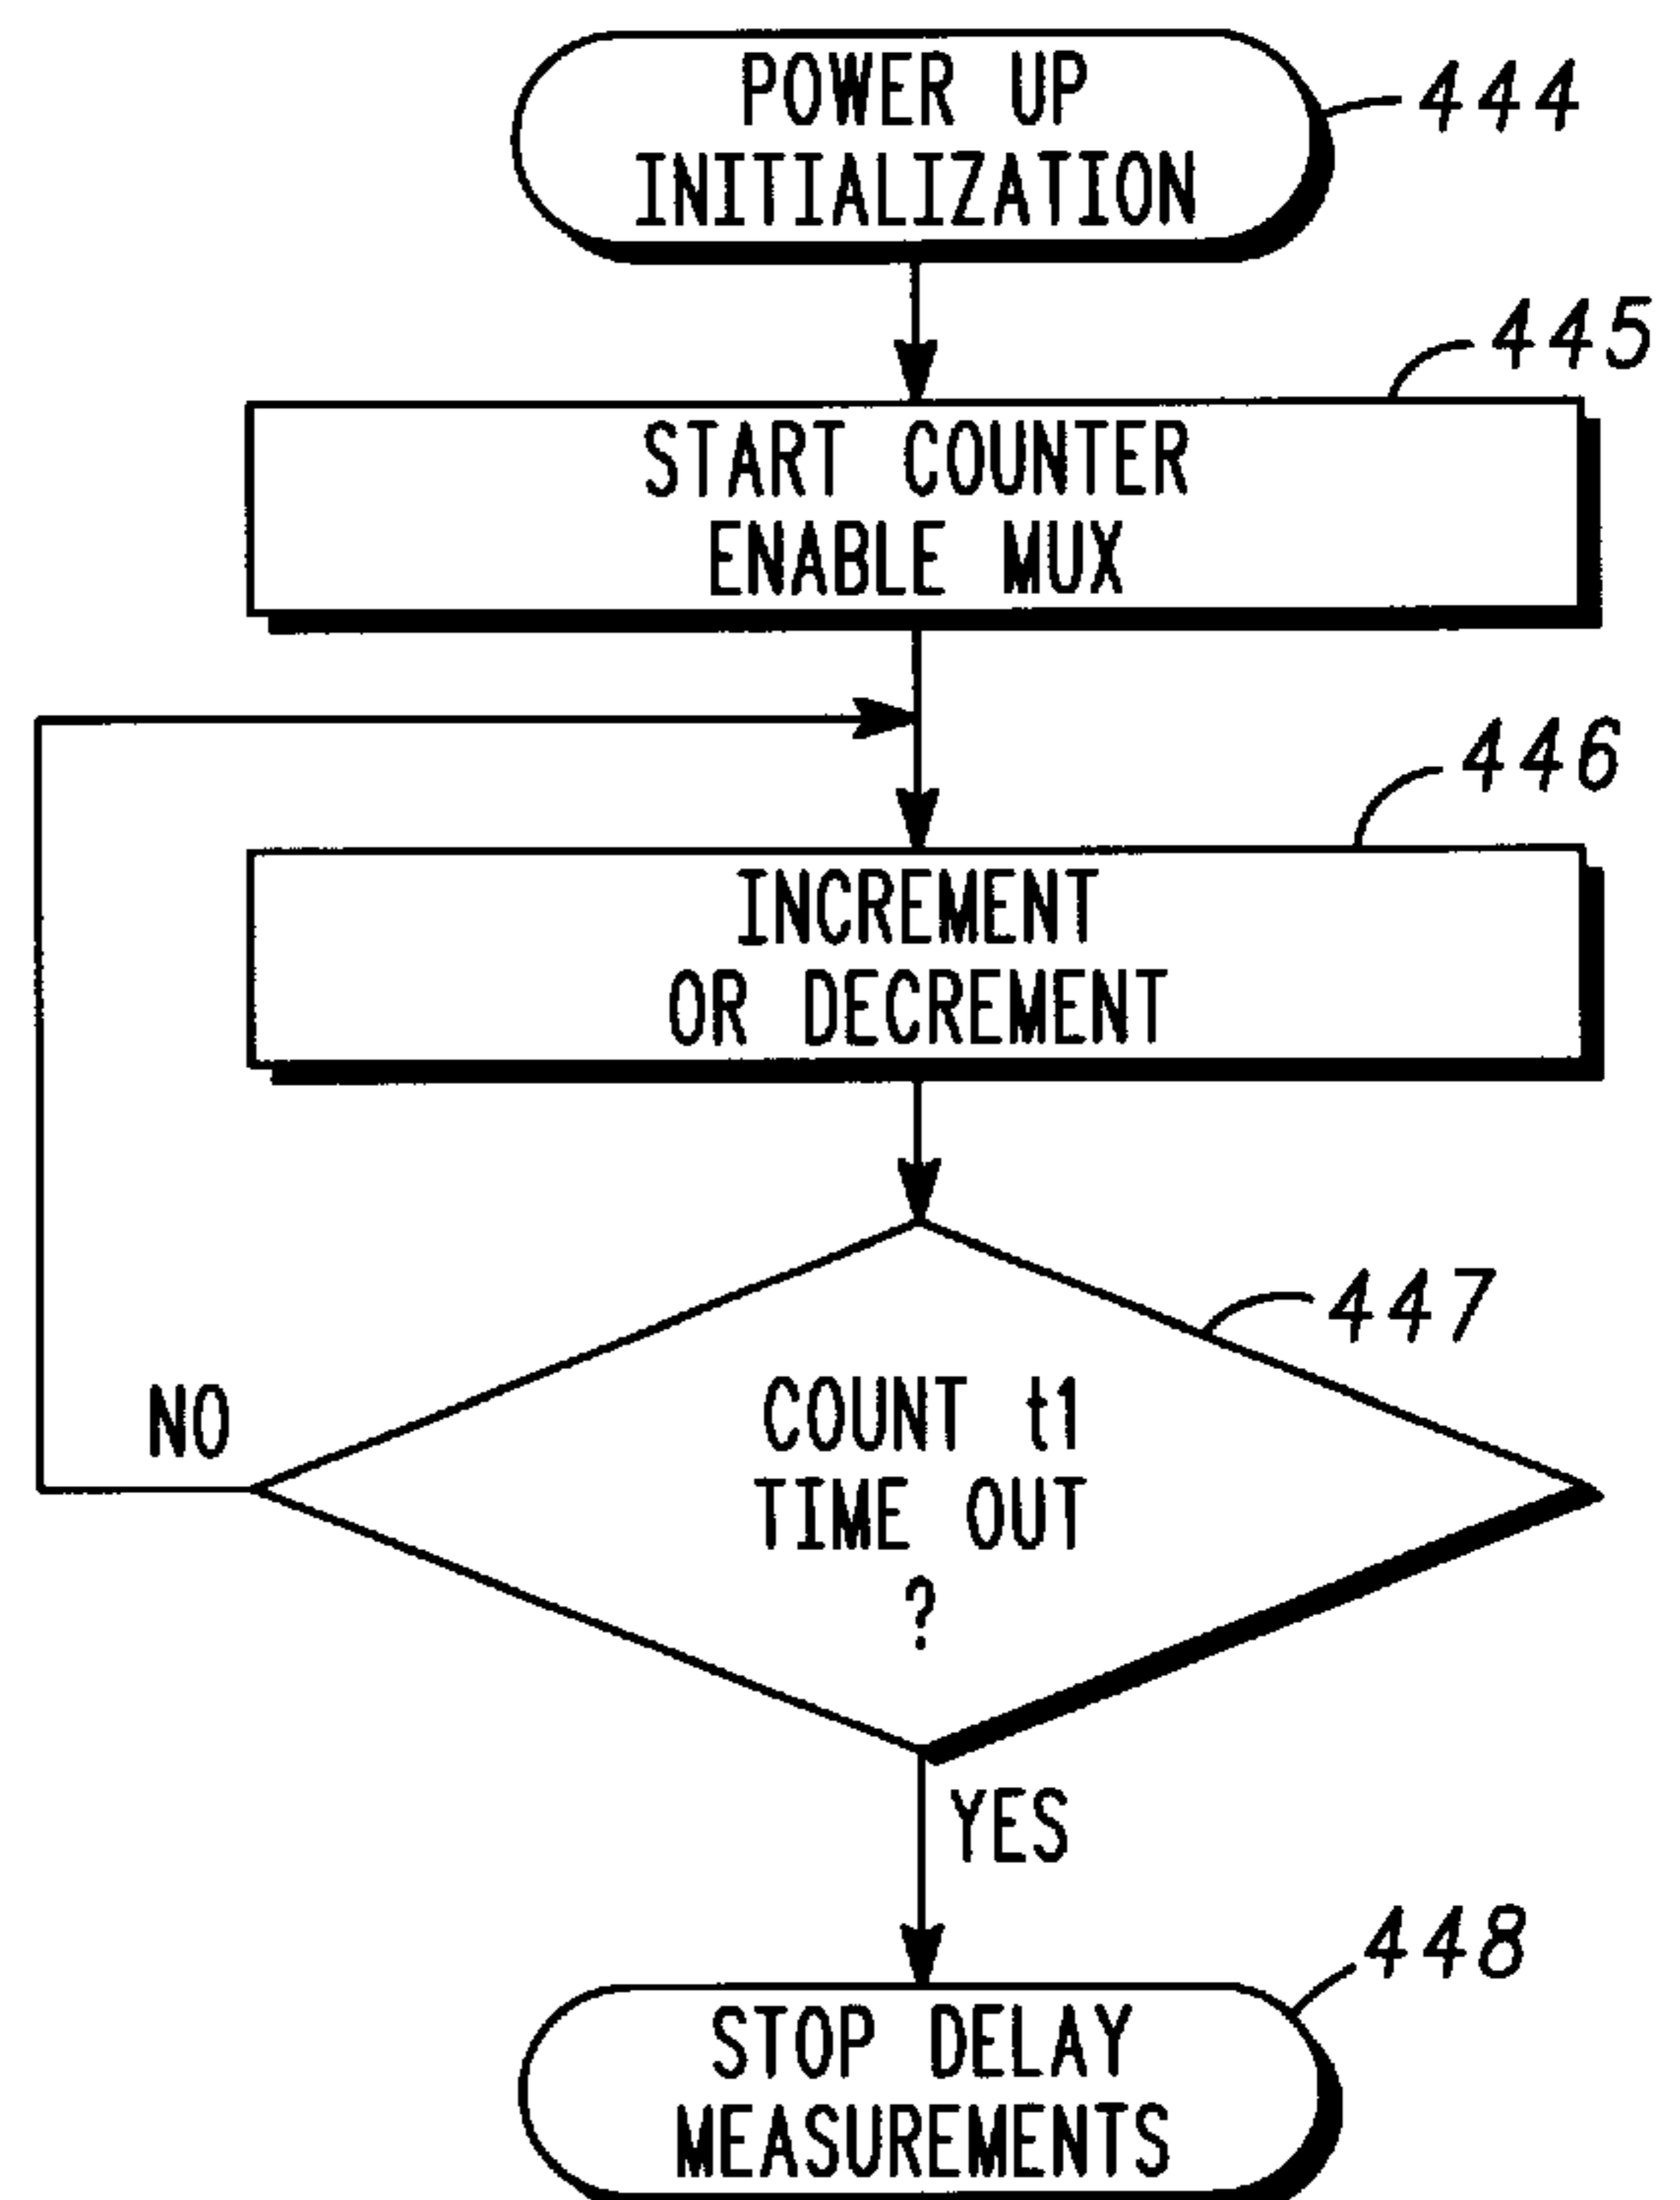 POWER UP
INITIALIZATION
444
445
START COUNTER
ENABLE MUX
446
INCREMENT
OR DECREMENT
447
COUNT t1
TIME OUT
?
NO
YES
448
STOP DELAY
MEASUREMENTS